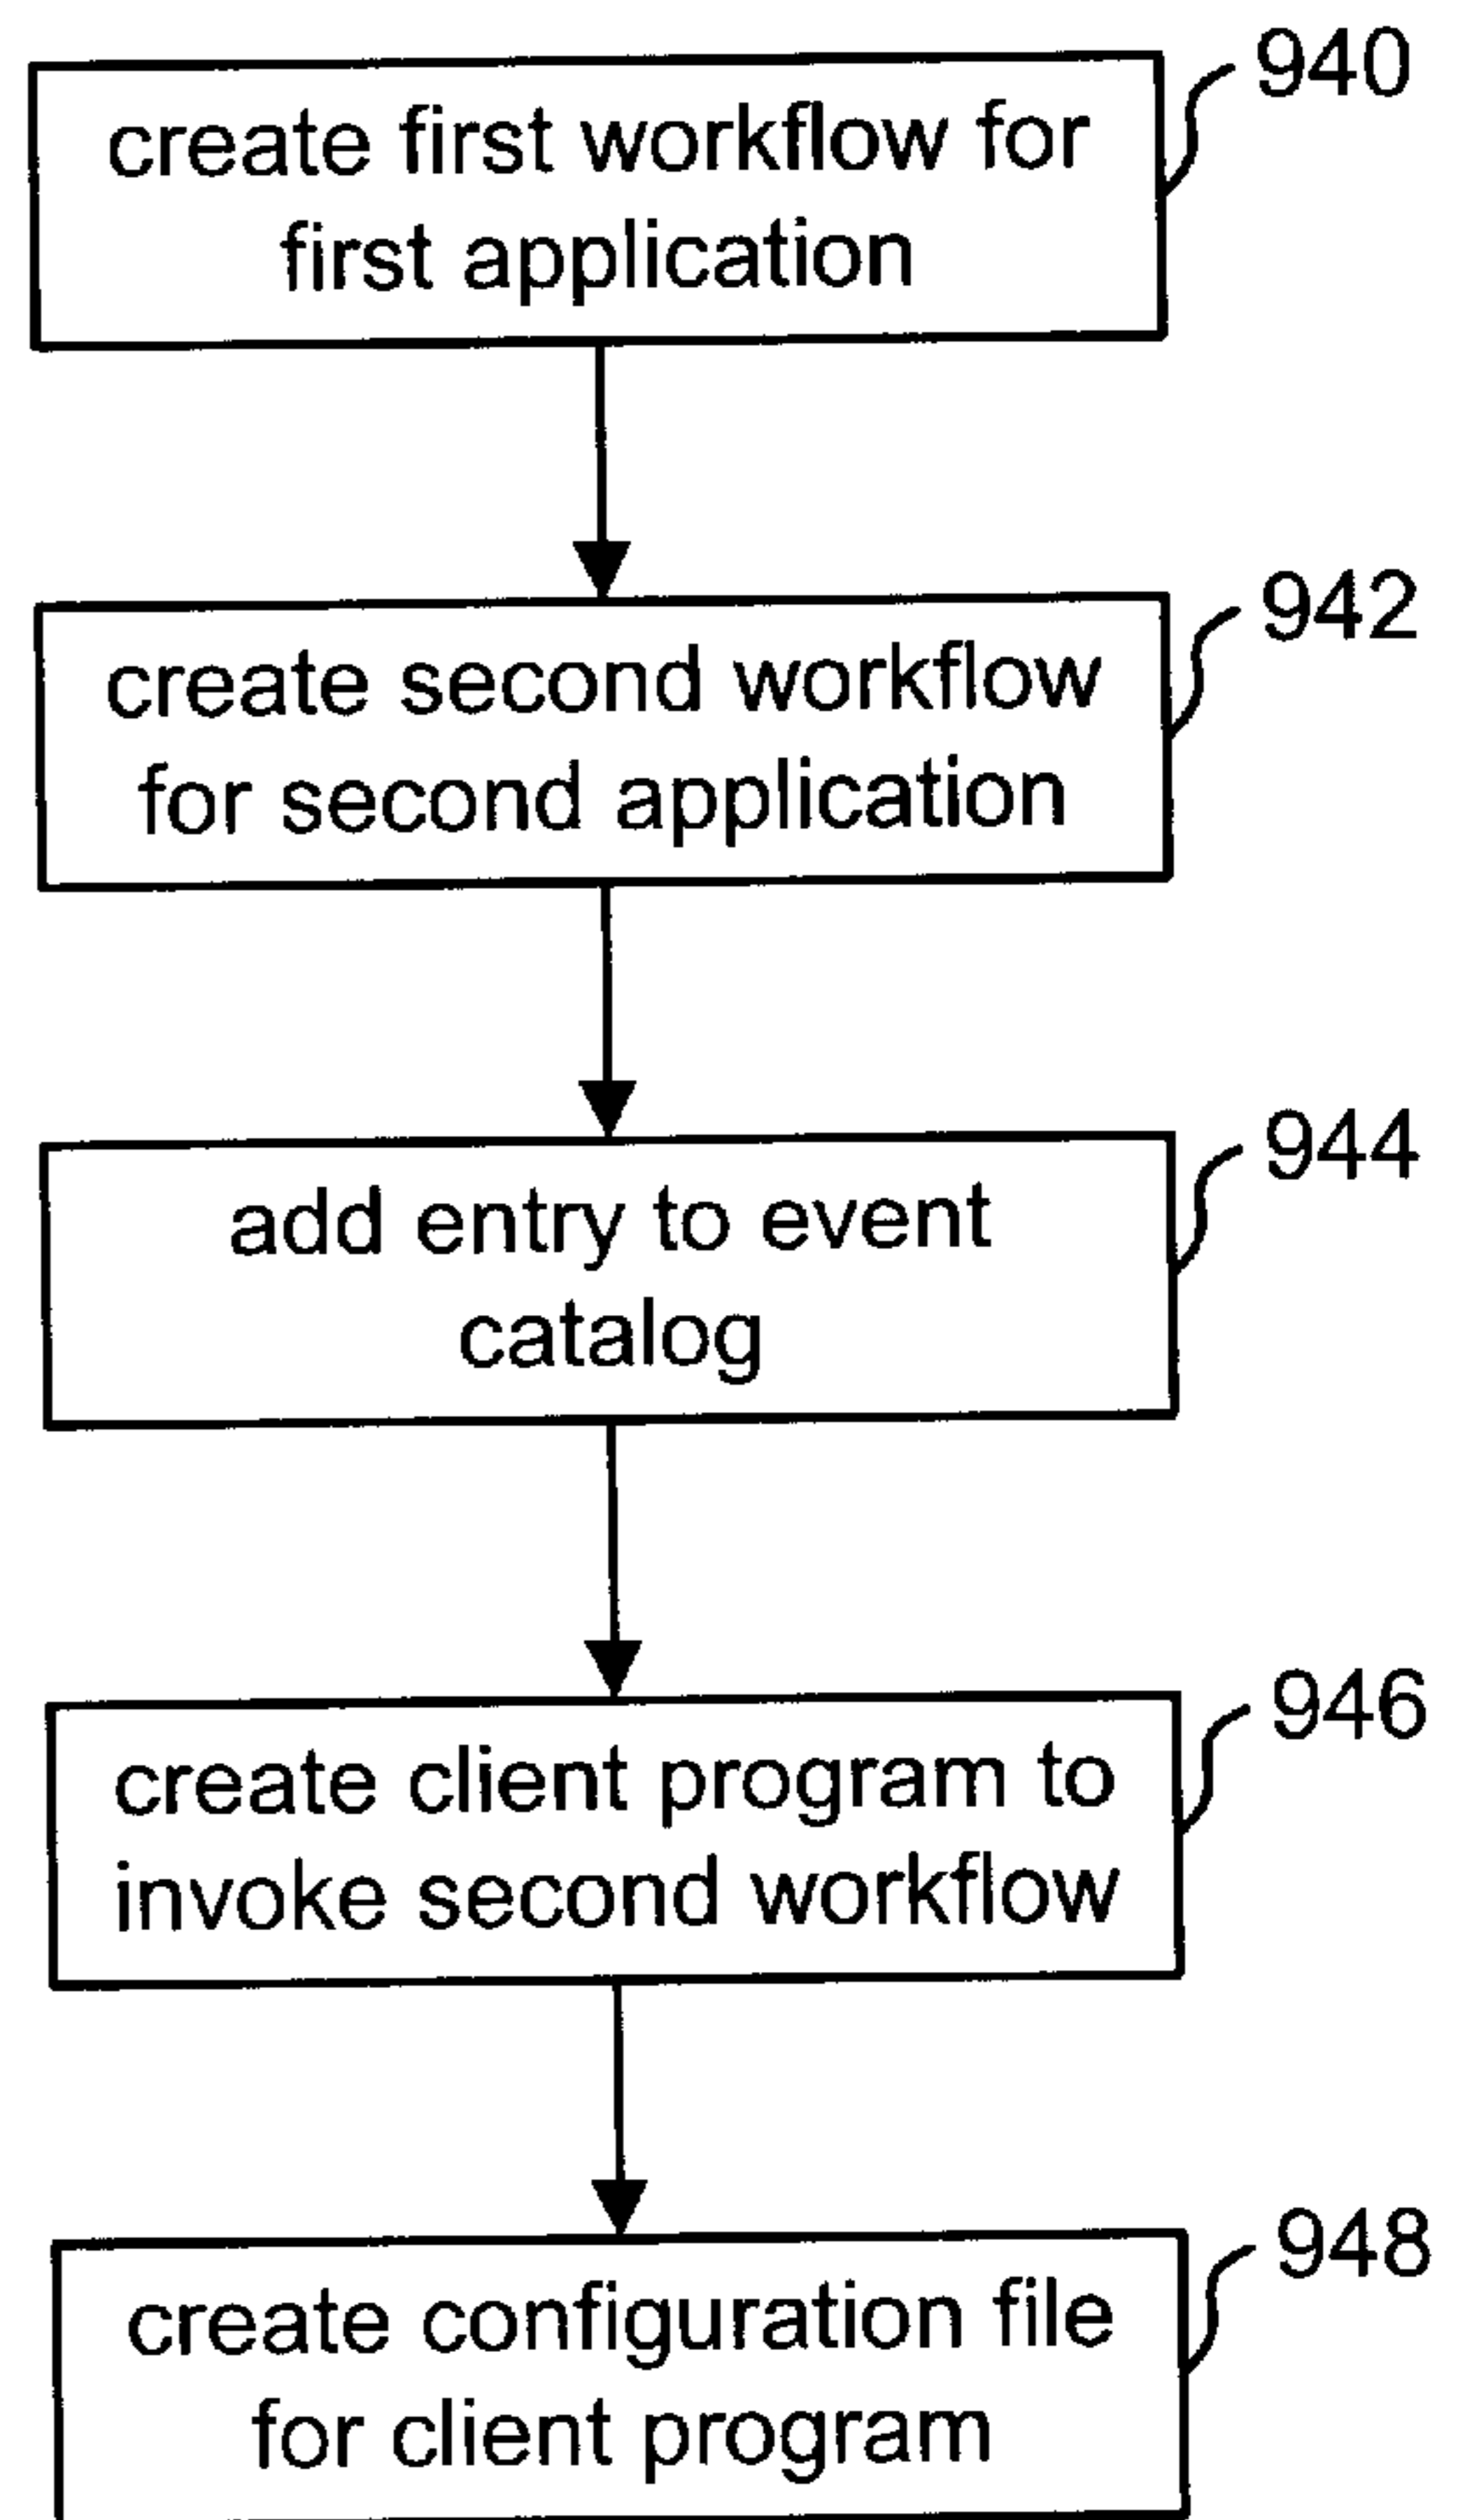 940
create first workflow for
first application
942
create second workflow
for second application
944
add entry to event
catalog
946
create client program to
invoke second workflow
948
create configuration file
for client program